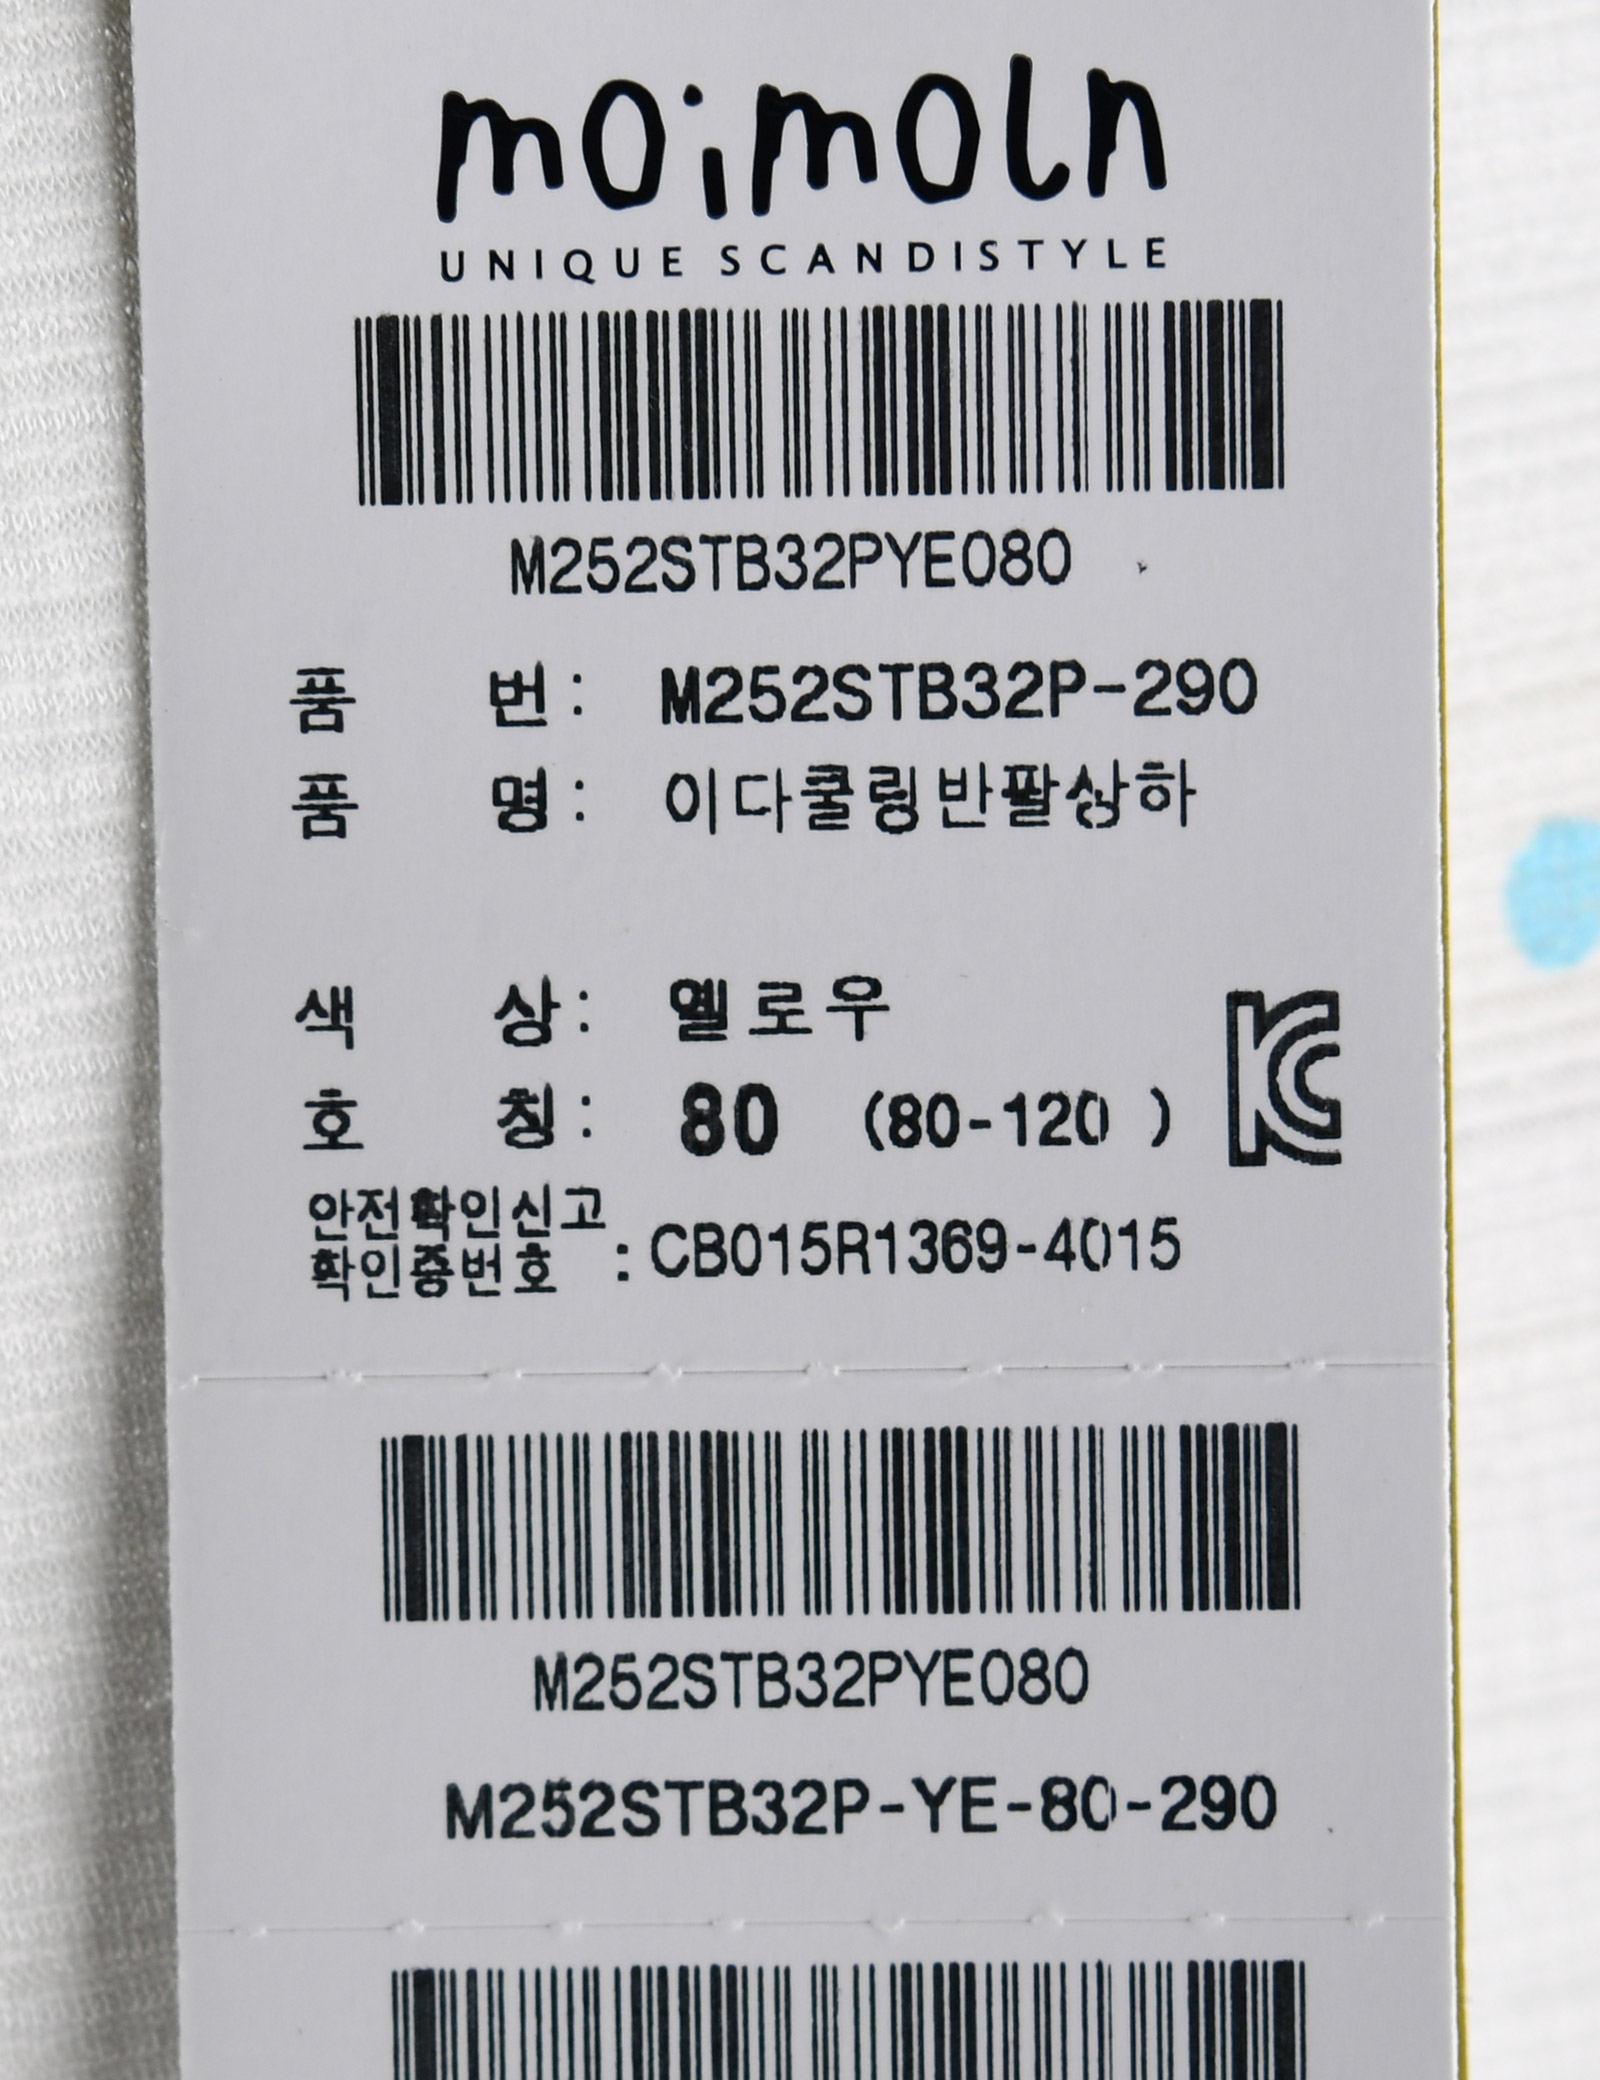 moimoln
UNIQUE SCANDISTYLE
M252STB32PYE080
품 번: M252STB32P-290
품 명: 이다쿨링반팔상하
색 상: 옐로우
호 칭: 80 (80-120 )
안전확인신고
확인증번호 : CB015R1369-4015
KC
M252STB32PYE080
M252STB32P-YE-80-290